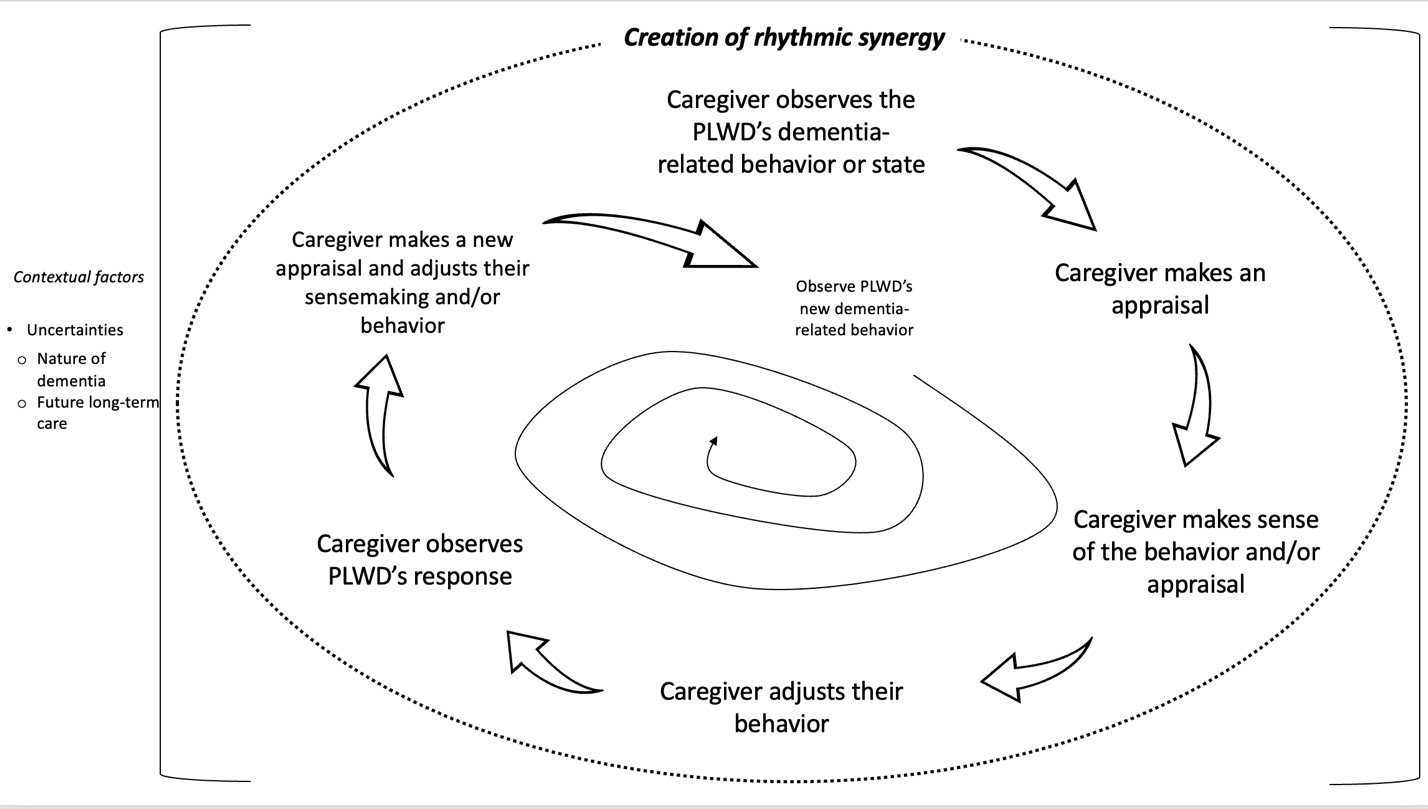 Creation of rhythmic synergy
Caregiver observes the
PLWD’s dementia-
related behavior or state
Caregiver makes an
appraisal
Caregiver makes sense
of the behavior and/or
appraisal
Caregiver adjusts their
behavior
Caregiver observes
PLWD’s response
Caregiver makes a new
appraisal and adjusts their
sensemaking and/or
behavior
Observe PLWD’s
new dementia-
related behavior
Contextual factors
• Uncertainties
o Nature of
dementia
o Future long-term
care